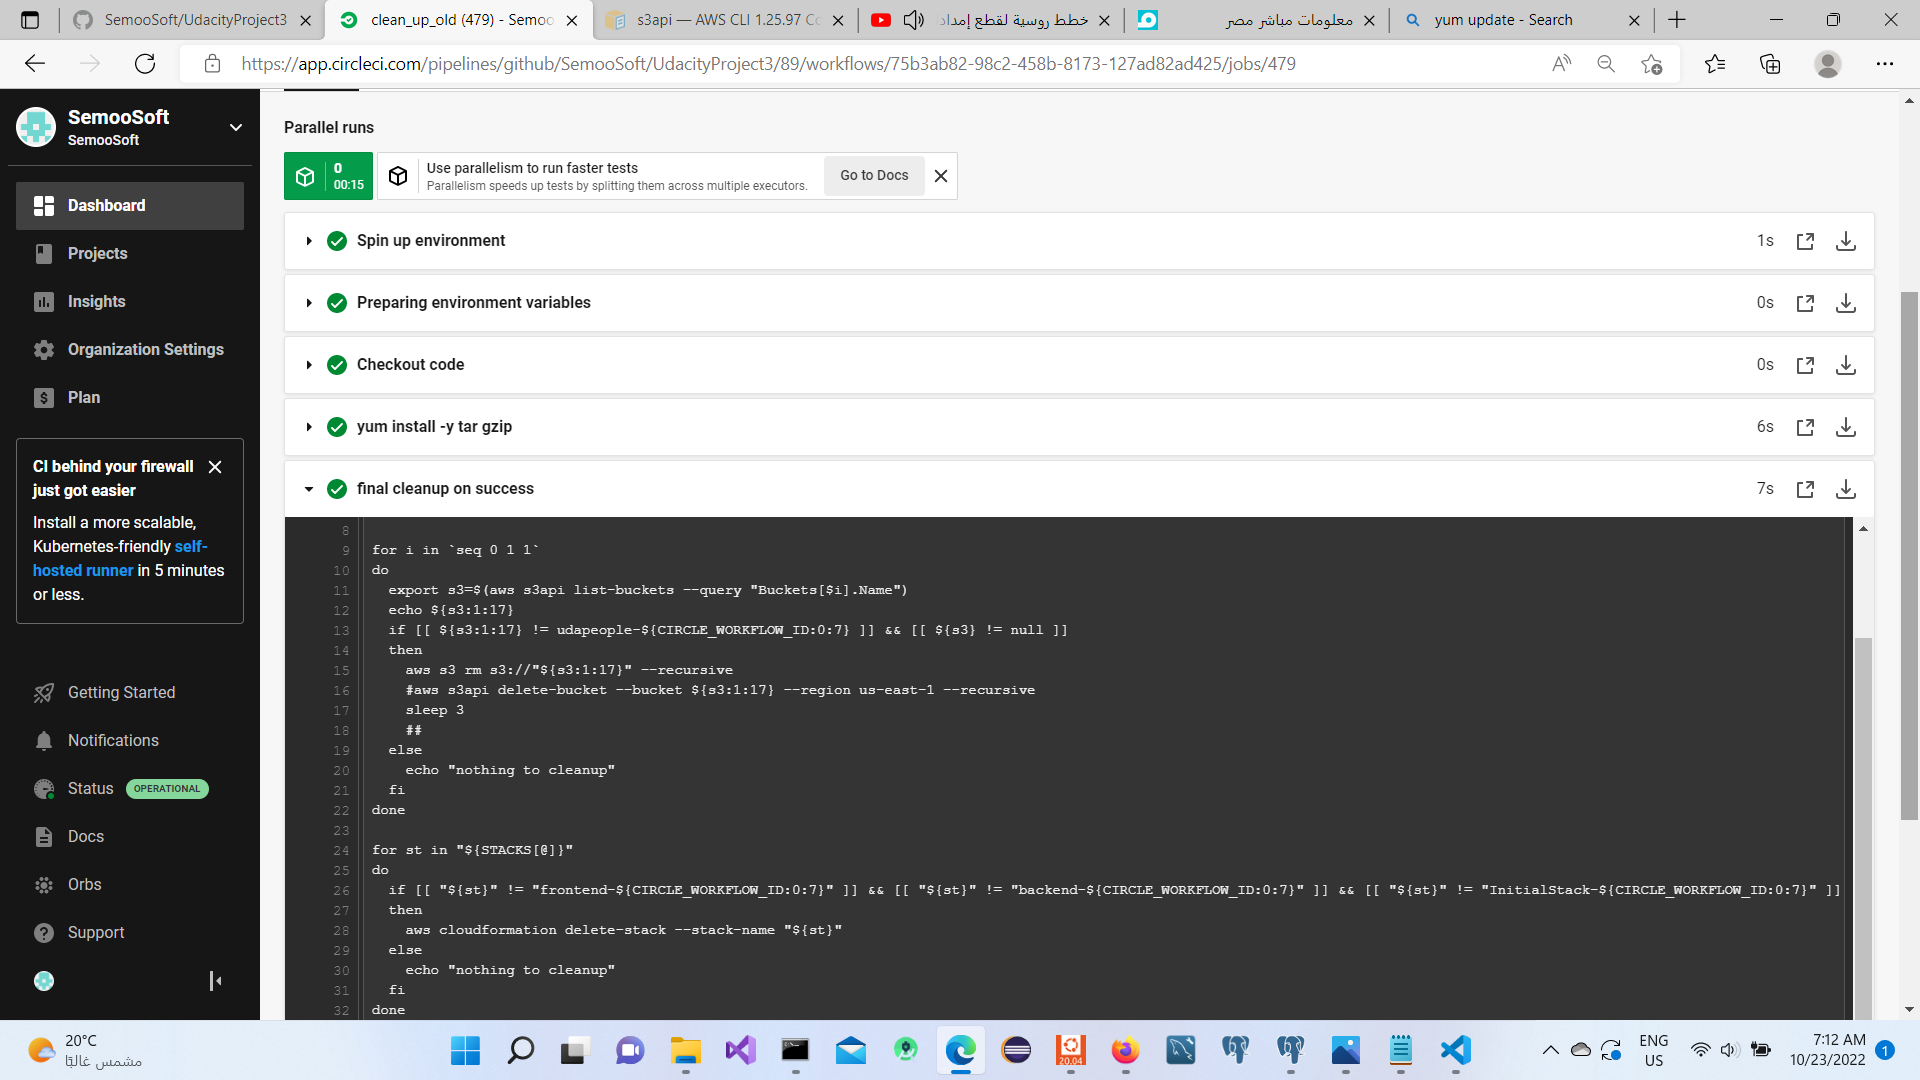 SemooSoft/UdacityProject3
clean_up_old (479) - Semoo
s3api — AWS CLI 1.25.97 Co
خطط روسية لقطع إمداد
معلومات مباشر مصر
yum update - Search
https://app.circleci.com/pipelines/github/SemooSoft/UdacityProject3/89/workflows/75b3ab82-98c2-458b-8173-127ad82ad425/jobs/479
SemooSoft
SemooSoft
Dashboard
Projects
Insights
Organization Settings
Plan
CI behind your firewall
just got easier
Install a more scalable,
Kubernetes-friendly self-
hosted runner in 5 minutes
or less.
Getting Started
Notifications
Status OPERATIONAL
Docs
Orbs
Support
Parallel runs
0
00:15
Use parallelism to run faster tests
Parallelism speeds up tests by splitting them across multiple executors.
Go to Docs
Spin up environment 1s
Preparing environment variables 0s
Checkout code 0s
yum install -y tar gzip 6s
final cleanup on success 7s
8
9 for i in `seq 0 1 1`
10 do
11 export s3=$(aws s3api list-buckets --query "Buckets[$i].Name")
12 echo ${s3:1:17}
13 if [[ ${s3:1:17} != udapeople-${CIRCLE_WORKFLOW_ID:0:7} ]] && [[ ${s3} != null ]]
14 then
15 aws s3 rm s3://"${s3:1:17}" --recursive
16 #aws s3api delete-bucket --bucket ${s3:1:17} --region us-east-1 --recursive
17 sleep 3
18 ##
19 else
20 echo "nothing to cleanup"
21 fi
22 done
23
24 for st in "${STACKS[@]}"
25 do
26 if [[ "${st}" != "frontend-${CIRCLE_WORKFLOW_ID:0:7}" ]] && [[ "${st}" != "backend-${CIRCLE_WORKFLOW_ID:0:7}" ]] && [[ "${st}" != "InitialStack-${CIRCLE_WORKFLOW_ID:0:7}" ]]
27 then
28 aws cloudformation delete-stack --stack-name "${st}"
29 else
30 echo "nothing to cleanup"
31 fi
32 done
20°C
مشمس غالبًا
20.04
ENG
US
7:12 AM
10/23/2022
1